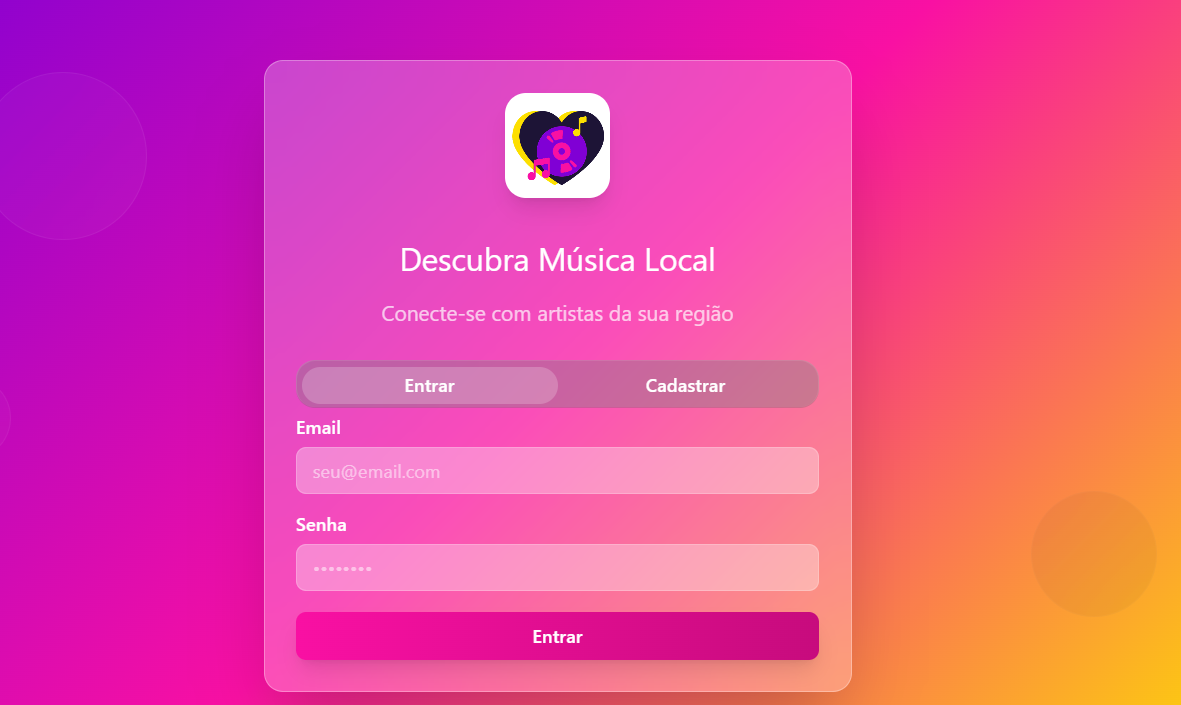 Descubra Música Local
Conecte-se com artistas da sua região
Entrar Cadastrar
Email
seu@email.com
Senha
••••••••
Entrar